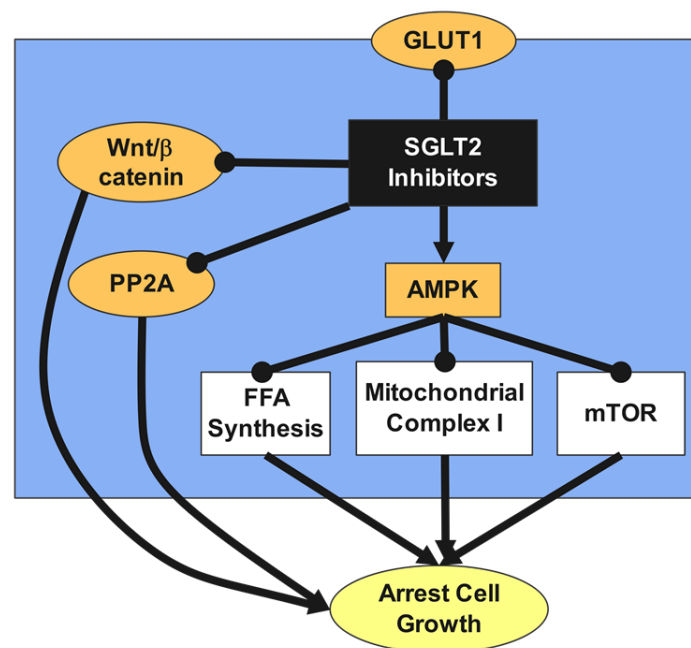 GLUT1
SGLT2
Inhibitors
Wnt/β
catenin
PP2A
AMPK
FFA
Synthesis
Mitochondrial
Complex I
mTOR
Arrest Cell
Growth